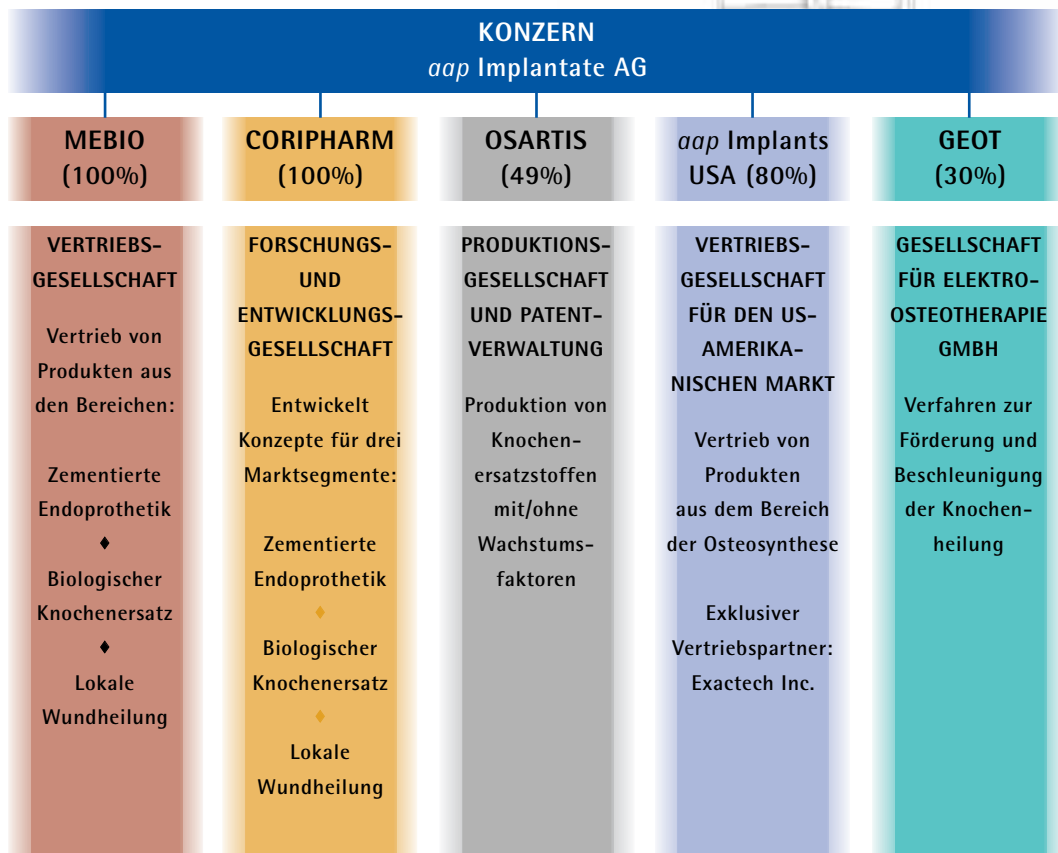 KONZERN
aap Implantate AG
MEBIO
(100%)
VERTRIEBS-
GESELLSCHAFT
Vertrieb von
Produkten aus
den Bereichen:
Zementierte
Endoprothetik
♦
Biologischer
Knochenersatz
♦
Lokale
Wundheilung
CORIPHARM
(100%)
FORSCHUNGS-
UND
ENTWICKLUNGS-
GESELLSCHAFT
Entwickelt
Konzepte für drei
Marktsegmente:
Zementierte
Endoprothetik
♦
Biologischer
Knochenersatz
♦
Lokale
Wundheilung
OSARTIS
(49%)
PRODUKTIONS-
GESELLSCHAFT
UND PATENT-
VERWALTUNG
Produktion von
Knochen-
ersatzstoffen
mit/ohne
Wachstums-
faktoren
aap Implants
USA (80%)
VERTRIEBS-
GESELLSCHAFT
FÜR DEN US-
AMERIKA-
NISCHEN MARKT
Vertrieb von
Produkten
aus dem Bereich
der Osteosynthese
Exklusiver
Vertriebspartner:
Exactech Inc.
GEOT
(30%)
GESELLSCHAFT
FÜR ELEKTRO-
OSTEOTHERAPIE
GMBH
Verfahren zur
Förderung und
Beschleunigung
der Knochen-
heilung